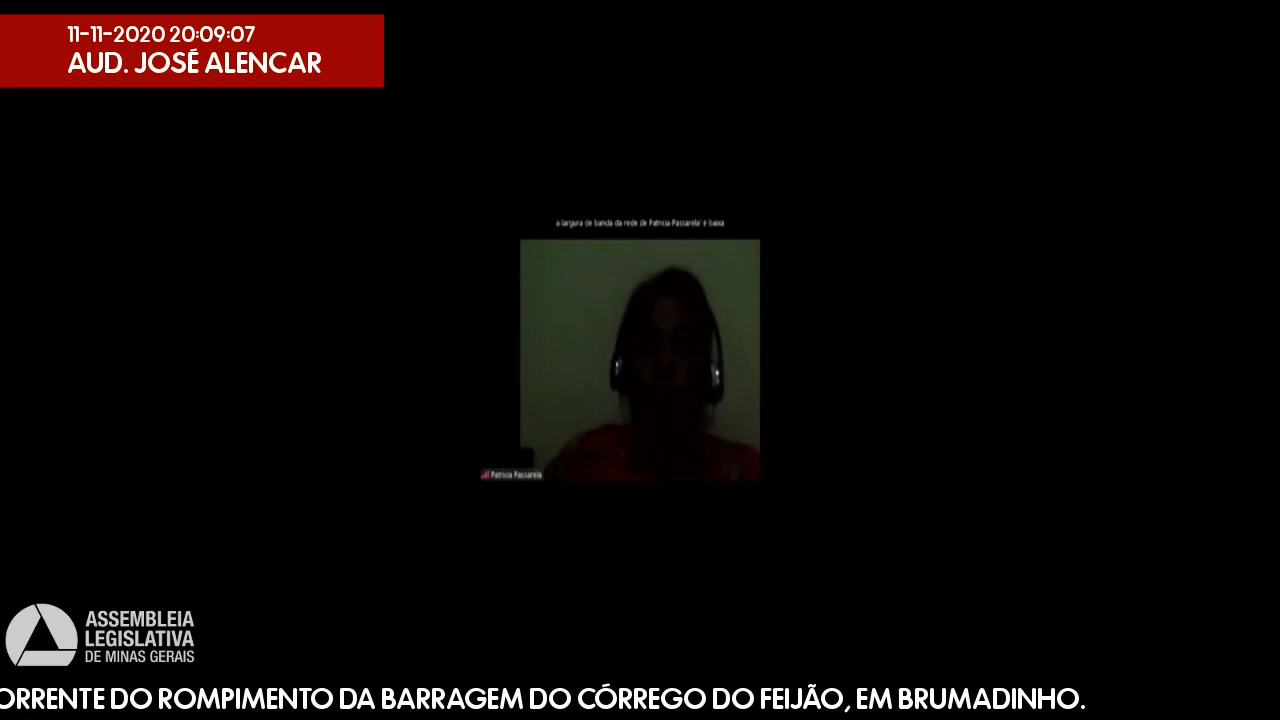 11-11-2020 20:09:07
AUD. JOSÉ ALENCAR
a largura de banda da rede de Patricia Passarela' é baixa
Patricia Passarela
ASSEMBLEIA
LEGISLATIVA
DE MINAS GERAIS
ORRENTE DO ROMPIMENTO DA BARRAGEM DO CÓRREGO DO FEIJÃO, EM BRUMADINHO.